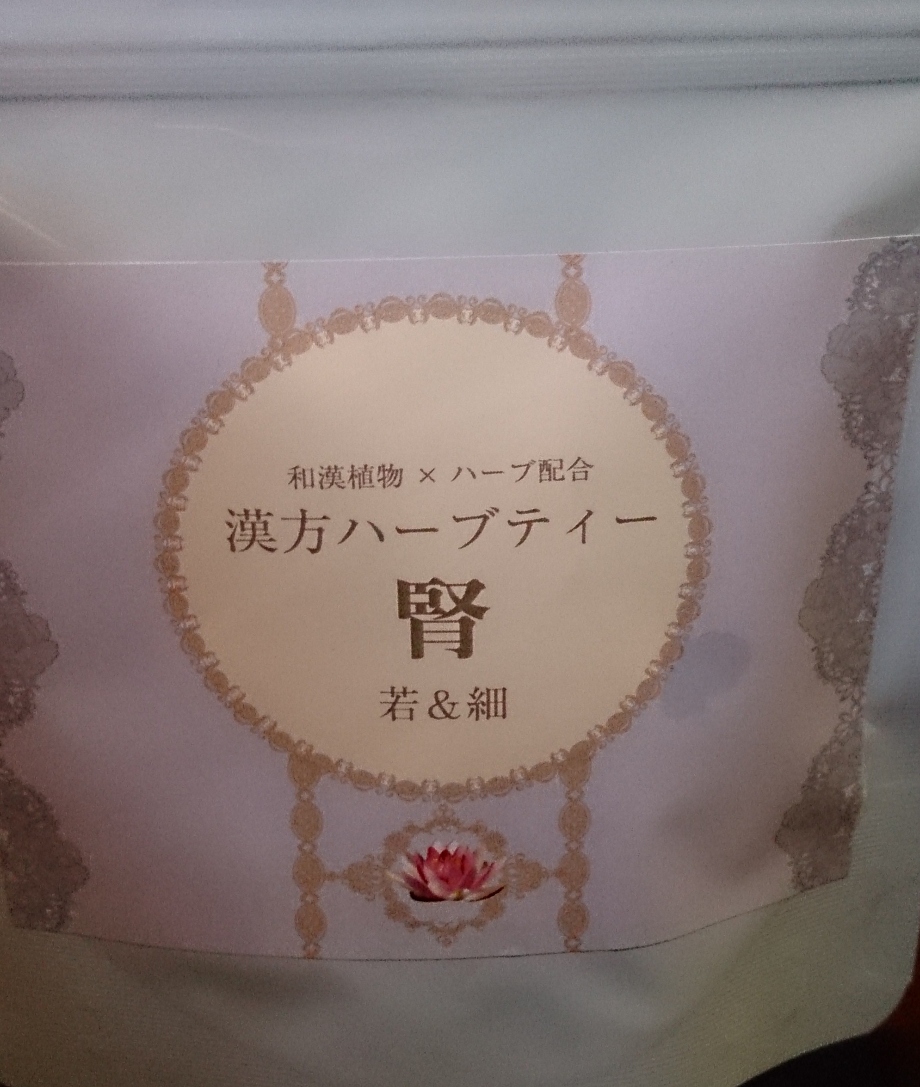 和漢植物 × ハーブ配合
漢方ハーブティー
腎
若&細